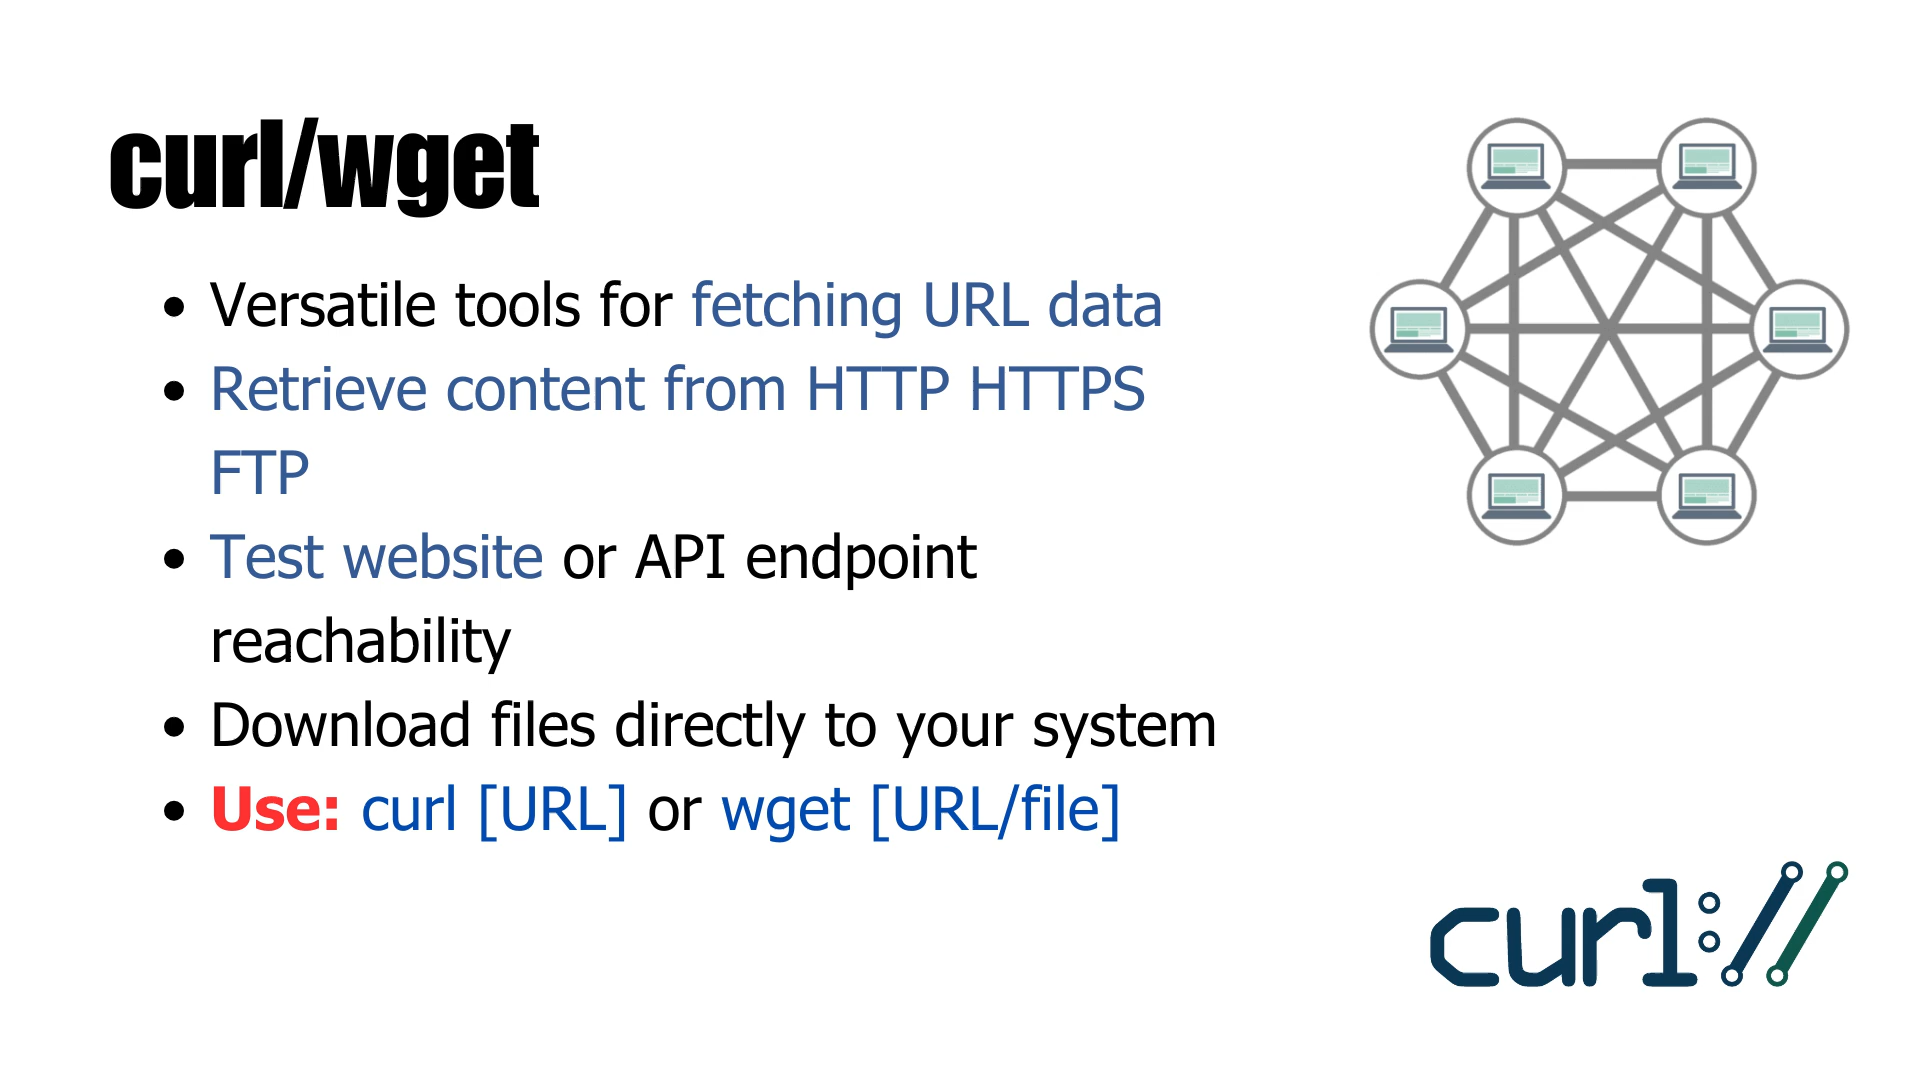 curl/wget
• Versatile tools for fetching URL data
• Retrieve content from HTTP HTTPS
FTP
• Test website or API endpoint
reachability
• Download files directly to your system
• Use: curl [URL] or wget [URL/file]
curl://